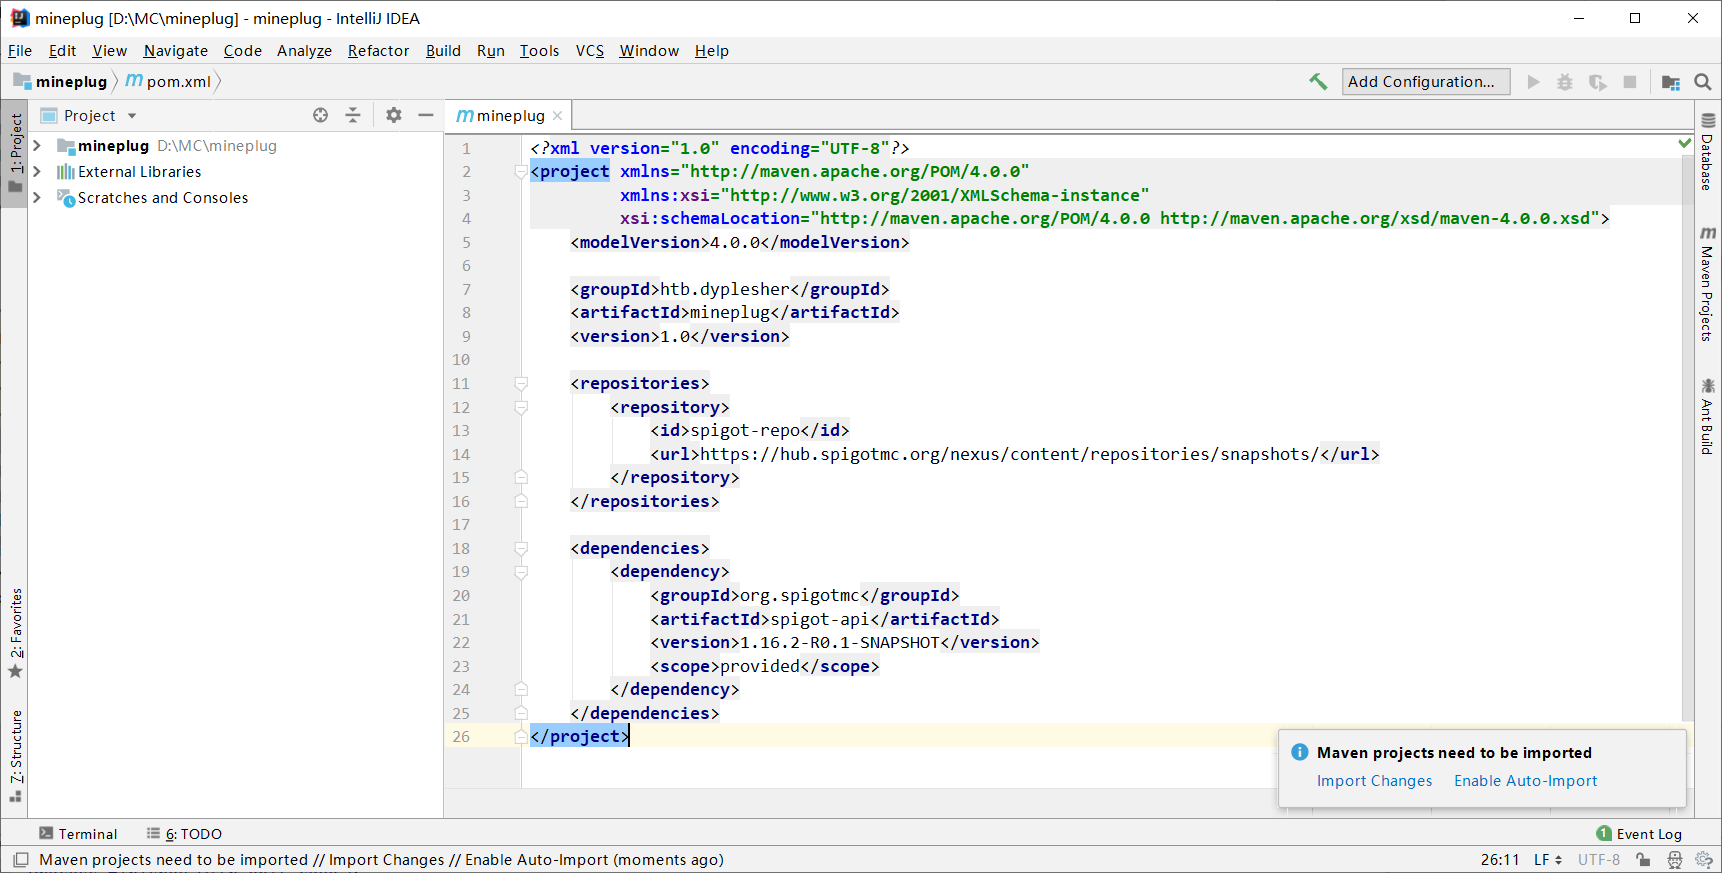 mineplug [D:\MC\mineplug] - mineplug - IntelliJ IDEA
File Edit View Navigate Code Analyze Refactor Build Run Tools VCS Window Help
mineplug pom.xml
Add Configuration...
1: Project
Project
mineplug D:\MC\mineplug
External Libraries
Scratches and Consoles
2: Favorites
7: Structure
mineplug
1 <?xml version="1.0" encoding="UTF-8"?>
2 <project xmlns="http://maven.apache.org/POM/4.0.0"
3 xmlns:xsi="http://www.w3.org/2001/XMLSchema-instance"
4 xsi:schemaLocation="http://maven.apache.org/POM/4.0.0 http://maven.apache.org/xsd/maven-4.0.0.xsd">
5 <modelVersion>4.0.0</modelVersion>
6
7 <groupId>htb.dyplesher</groupId>
8 <artifactId>mineplug</artifactId>
9 <version>1.0</version>
10
11 <repositories>
12 <repository>
13 <id>spigot-repo</id>
14 <url>https://hub.spigotmc.org/nexus/content/repositories/snapshots/</url>
15 </repository>
16 </repositories>
17
18 <dependencies>
19 <dependency>
20 <groupId>org.spigotmc</groupId>
21 <artifactId>spigot-api</artifactId>
22 <version>1.16.2-R0.1-SNAPSHOT</version>
23 <scope>provided</scope>
24 </dependency>
25 </dependencies>
26 </project>
Database
Maven Projects
Ant Build
Maven projects need to be imported
Import Changes Enable Auto-Import
Terminal 6: TODO
1 Event Log
Maven projects need to be imported // Import Changes // Enable Auto-Import (moments ago)
26:11 LF UTF-8